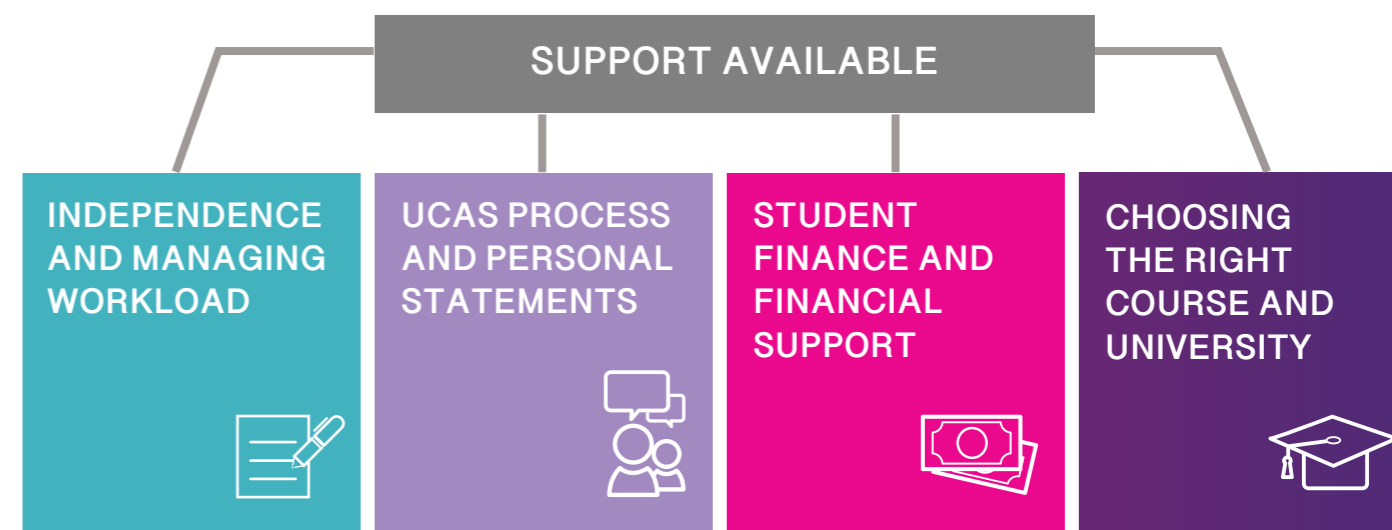 SUPPORT AVAILABLE
INDEPENDENCE
AND MANAGING
WORKLOAD
UCAS PROCESS
AND PERSONAL
STATEMENTS
STUDENT
FINANCE AND
FINANCIAL
SUPPORT
CHOOSING
THE RIGHT
COURSE AND
UNIVERSITY